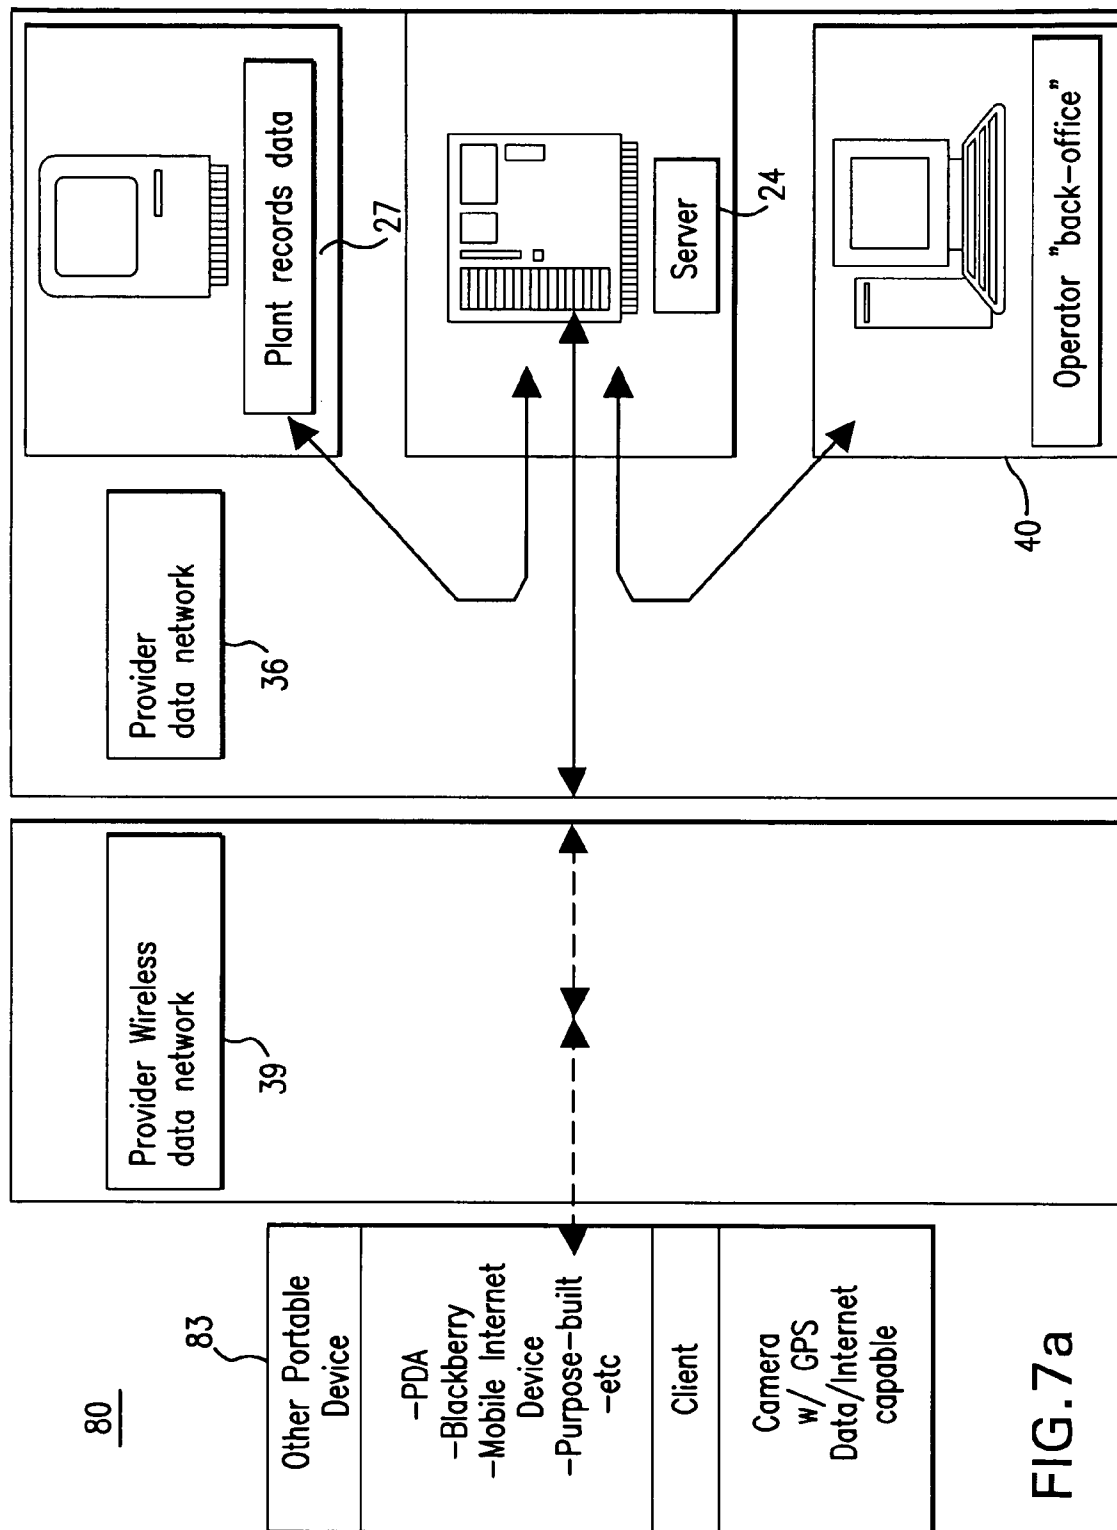 80
83
Other Portable
Device
-PDA
-Blackberry
-Mobile Internet
Device
-Purpose-built
-etc
Client
Camera
w/ GPS
Data/Internet
capable
Provider Wireless
data network
39
Provider
data network
36
Plant records data
27
Server
24
Operator "back-office"
40
FIG.7a